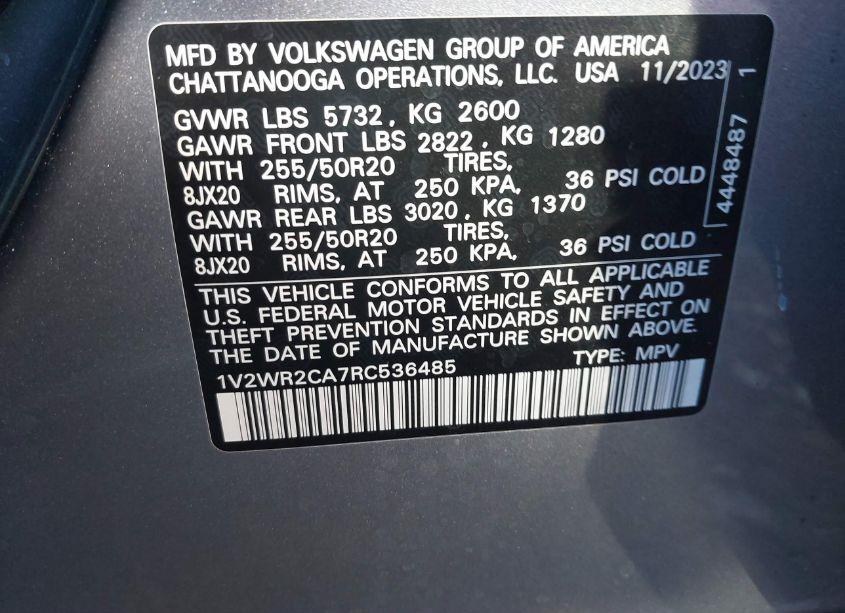 MFD BY VOLKSWAGEN GROUP OF AMERICA
CHATTANOOGA OPERATIONS, LLC. USA 11/2023
GVWR LBS 5732, KG 2600
GAWR FRONT LBS 2822, KG 1280
WITH 255/50R20 TIRES,
8JX20 RIMS, AT 250 KPA, 36 PSI COLD
GAWR REAR LBS 3020, KG 1370
WITH 255/50R20 TIRES,
8JX20 RIMS, AT 250 KPA, 36 PSI COLD
THIS VEHICLE CONFORMS TO ALL APPLICABLE
U.S. FEDERAL MOTOR VEHICLE SAFETY AND
THEFT PREVENTION STANDARDS IN EFFECT ON
THE DATE OF MANUFACTURE SHOWN ABOVE.
1V2WR2CA7RC536485 TYPE: MPV
4448487 1